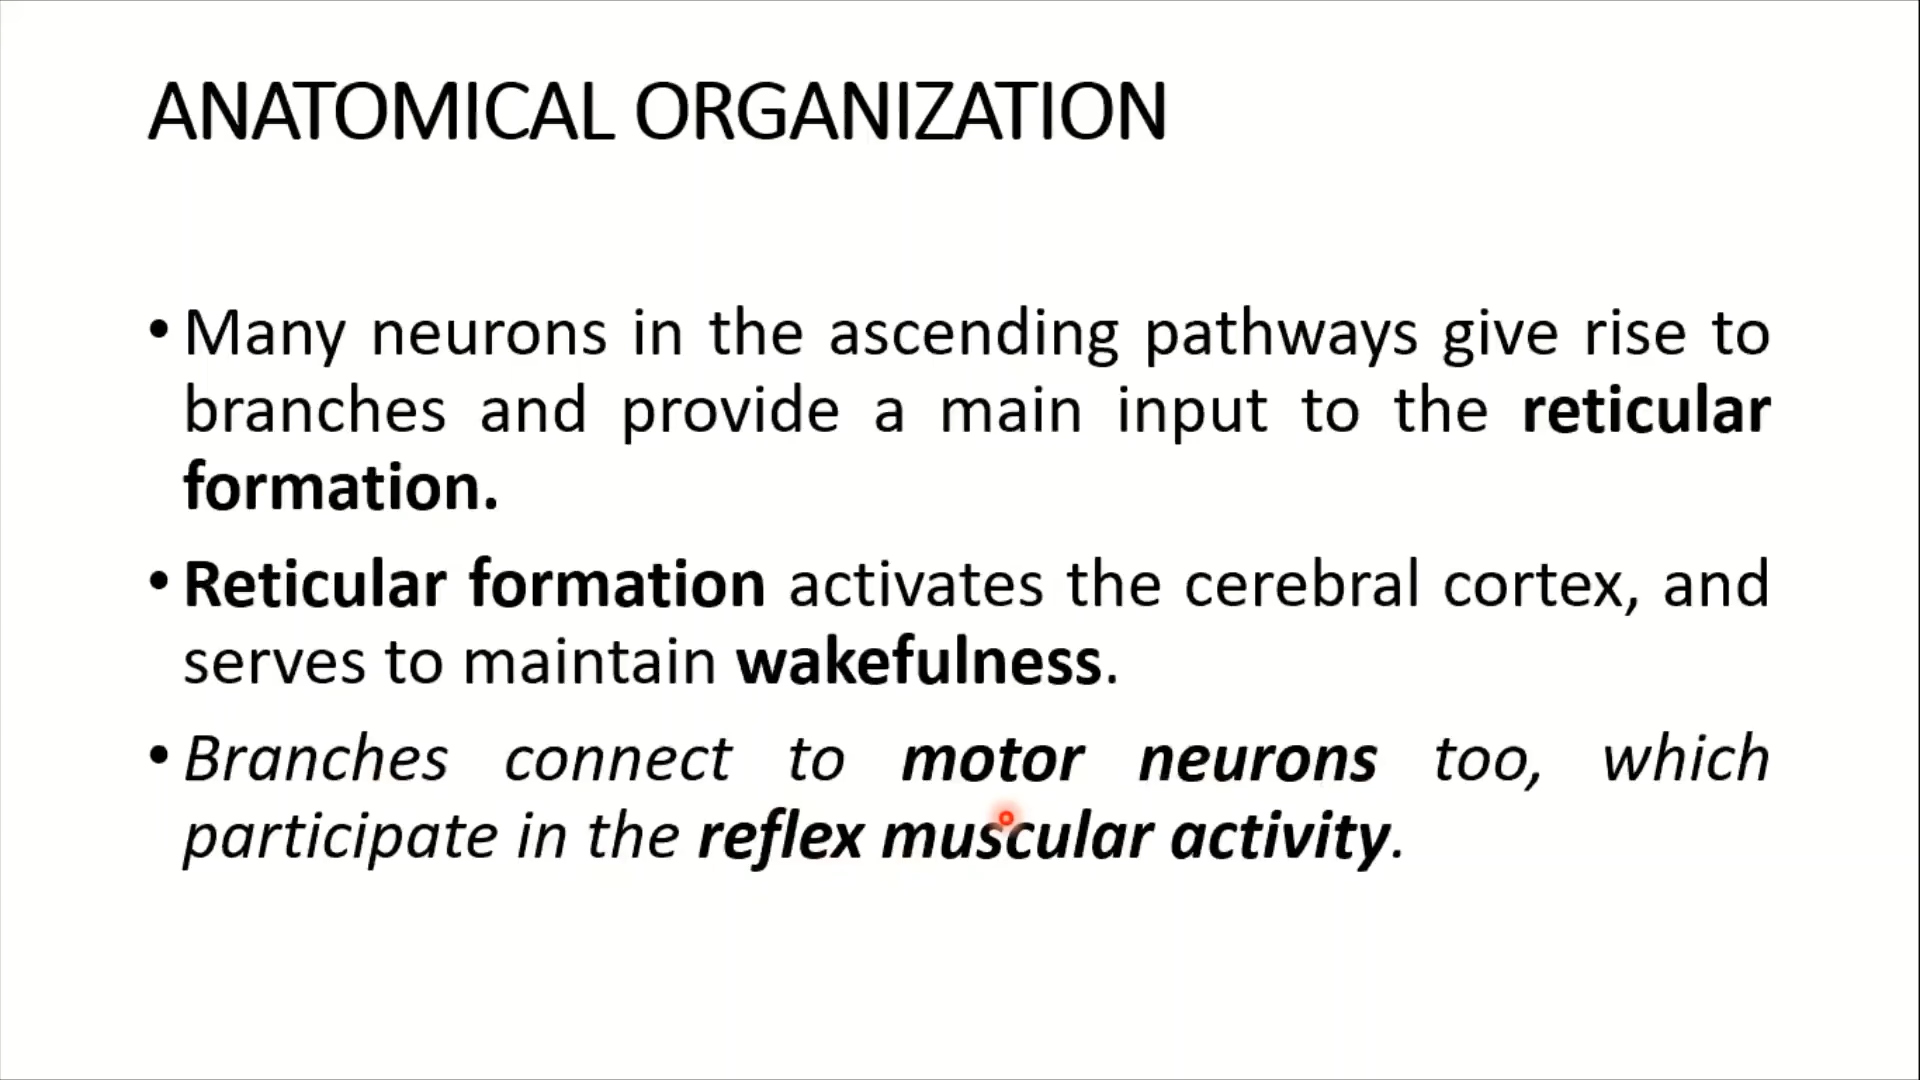 ANATOMICAL ORGANIZATION
• Many neurons in the ascending pathways give rise to
branches and provide a main input to the reticular
formation.
• Reticular formation activates the cerebral cortex, and
serves to maintain wakefulness.
• Branches connect to motor neurons too, which
participate in the reflex muscular activity.